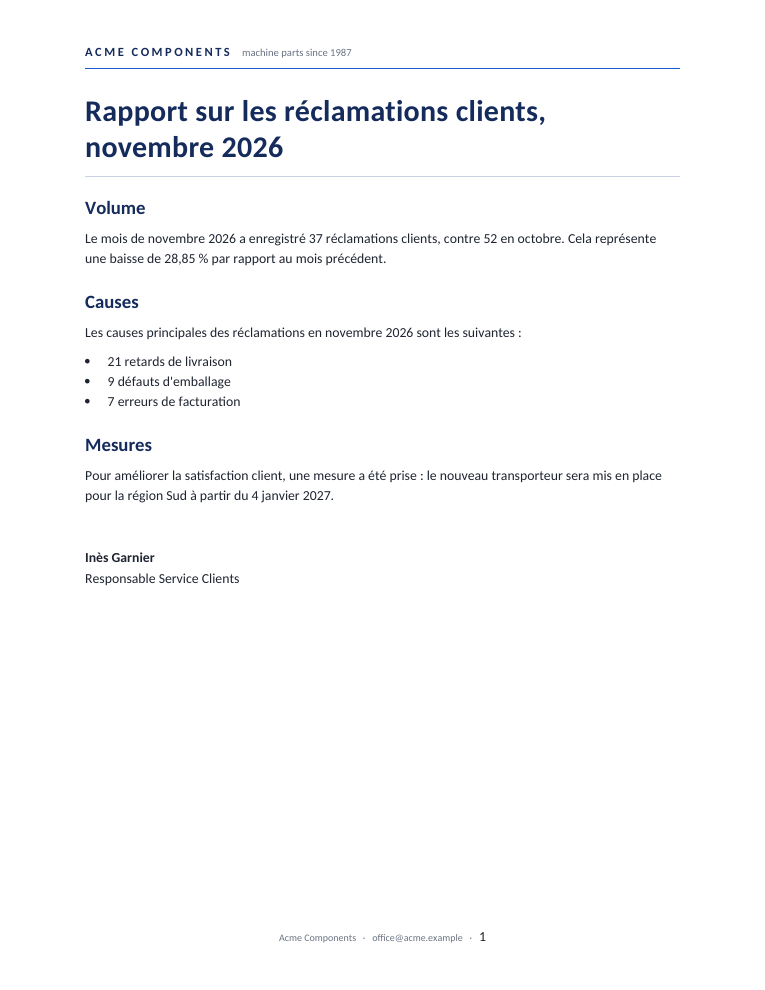 ACME COMPONENTS machine parts since 1987
Rapport sur les réclamations clients,
novembre 2026
Volume
Le mois de novembre 2026 a enregistré 37 réclamations clients, contre 52 en octobre. Cela représente
une baisse de 28,85 % par rapport au mois précédent.
Causes
Les causes principales des réclamations en novembre 2026 sont les suivantes :
• 21 retards de livraison
• 9 défauts d'emballage
• 7 erreurs de facturation
Mesures
Pour améliorer la satisfaction client, une mesure a été prise : le nouveau transporteur sera mis en place
pour la région Sud à partir du 4 janvier 2027.
Inès Garnier
Responsable Service Clients
Acme Components · office@acme.example · 1